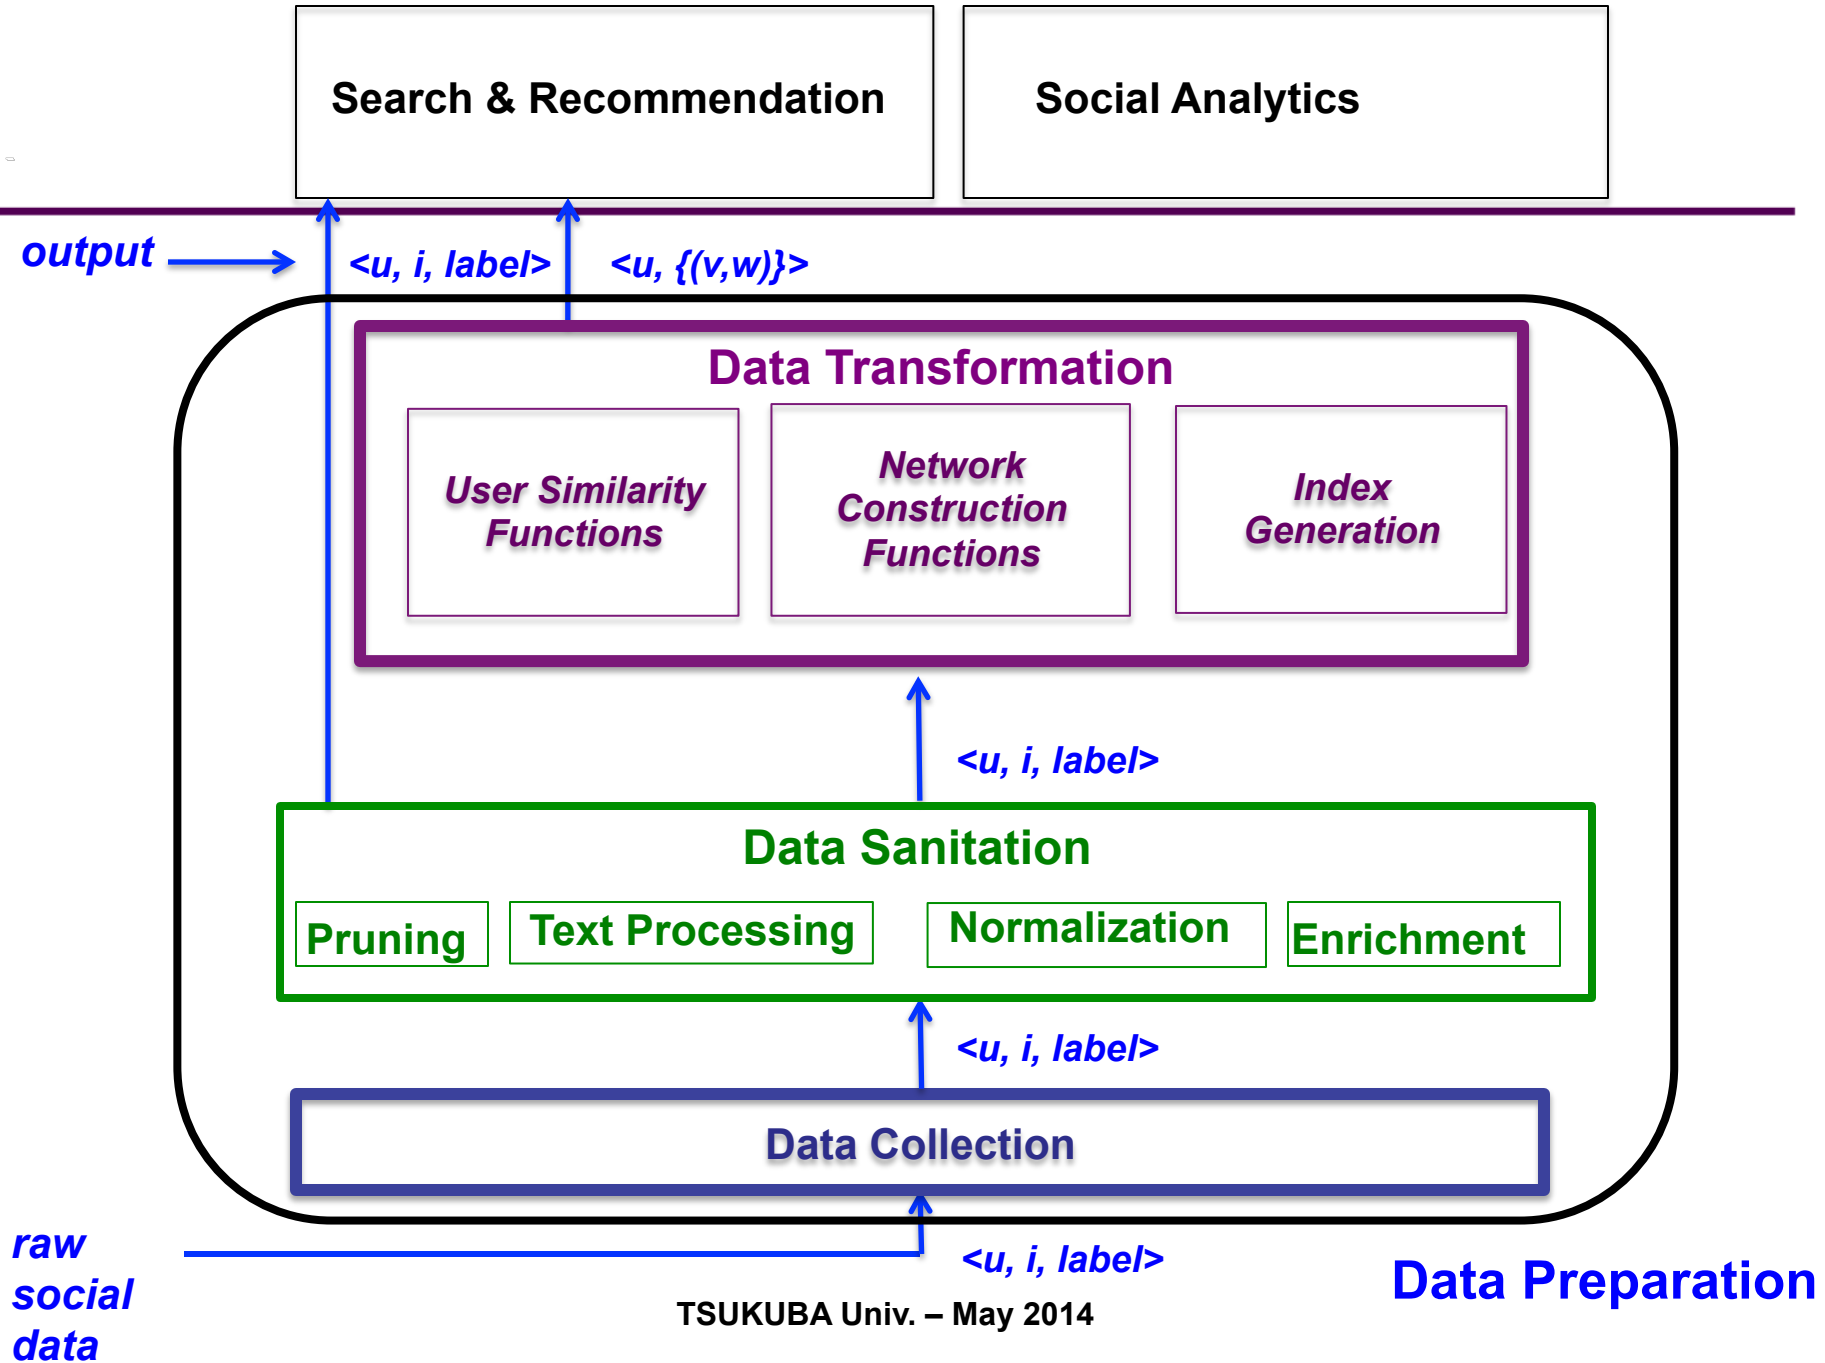 Search & Recommendation
Social Analytics
output
<u, i, label>
<u, {(v,w)}>
Data Transformation
User Similarity
Functions
Network
Construction
Functions
Index
Generation
<u, i, label>
Data Sanitation
Pruning
Text Processing
Normalization
Enrichment
<u, i, label>
Data Collection
raw
social
data
<u, i, label>
Data Preparation
TSUKUBA Univ. – May 2014